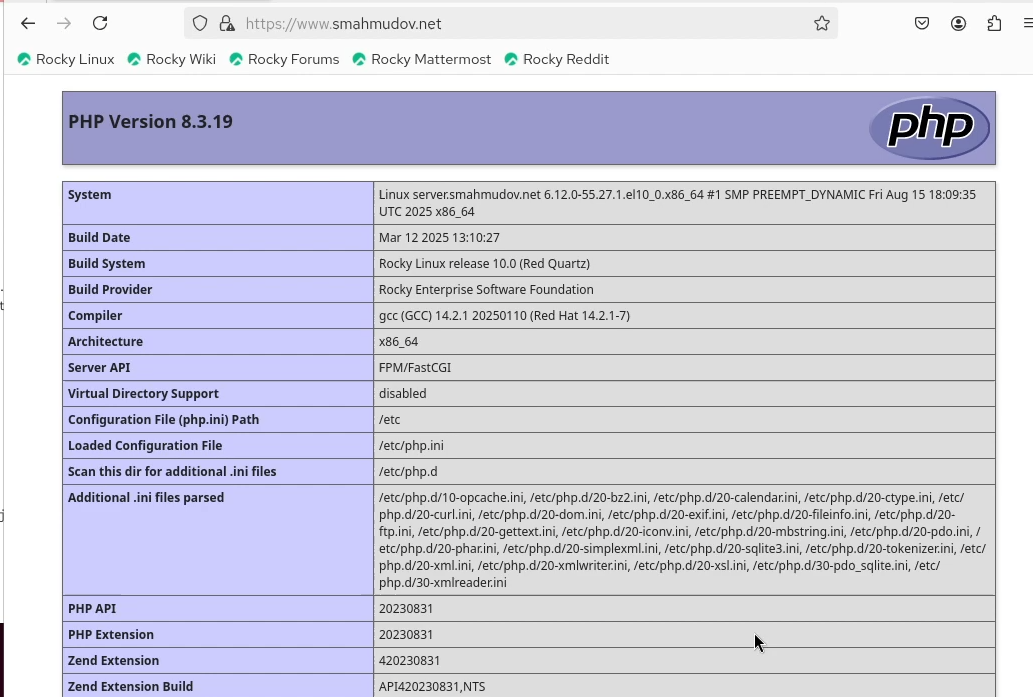 https://www.smahmudov.net
Rocky Linux Rocky Wiki Rocky Forums Rocky Mattermost Rocky Reddit
PHP Version 8.3.19
php
System
Linux server.smahmudov.net 6.12.0-55.27.1.el10_0.x86_64 #1 SMP PREEMPT_DYNAMIC Fri Aug 15 18:09:35
UTC 2025 x86_64
Build Date Mar 12 2025 13:10:27
Build System Rocky Linux release 10.0 (Red Quartz)
Build Provider Rocky Enterprise Software Foundation
Compiler gcc (GCC) 14.2.1 20250110 (Red Hat 14.2.1-7)
Architecture x86_64
Server API FPM/FastCGI
Virtual Directory Support disabled
Configuration File (php.ini) Path /etc
Loaded Configuration File /etc/php.ini
Scan this dir for additional .ini files /etc/php.d
Additional .ini files parsed /etc/php.d/10-opcache.ini, /etc/php.d/20-bz2.ini, /etc/php.d/20-calendar.ini, /etc/php.d/20-ctype.ini, /etc/
php.d/20-curl.ini, /etc/php.d/20-dom.ini, /etc/php.d/20-exif.ini, /etc/php.d/20-fileinfo.ini, /etc/php.d/20-
ftp.ini, /etc/php.d/20-gettext.ini, /etc/php.d/20-iconv.ini, /etc/php.d/20-mbstring.ini, /etc/php.d/20-pdo.ini, /
etc/php.d/20-phar.ini, /etc/php.d/20-simplexml.ini, /etc/php.d/20-sqlite3.ini, /etc/php.d/20-tokenizer.ini, /etc/
php.d/20-xml.ini, /etc/php.d/20-xmlwriter.ini, /etc/php.d/20-xsl.ini, /etc/php.d/30-pdo_sqlite.ini, /etc/
php.d/30-xmlreader.ini
PHP API 20230831
PHP Extension 20230831
Zend Extension 420230831
Zend Extension Build API420230831,NTS